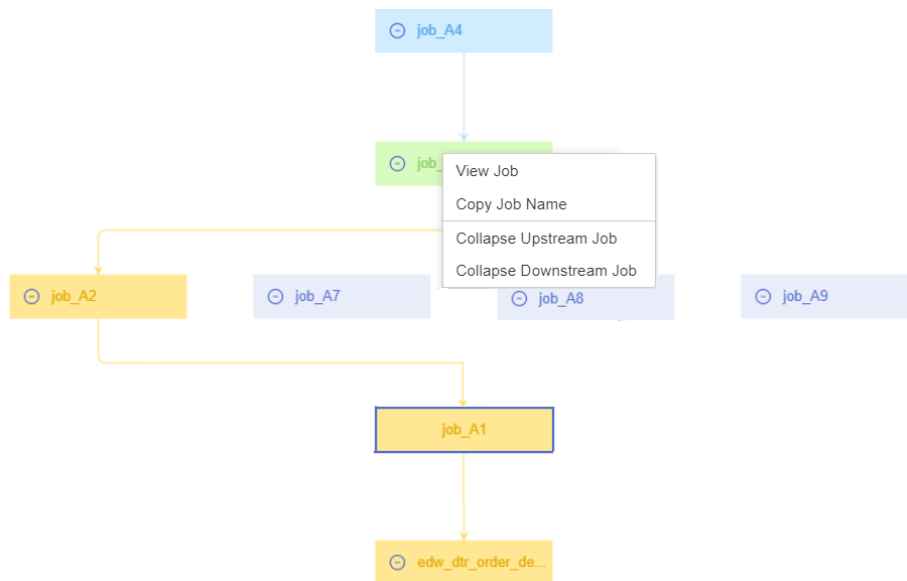 job_A4
job_
View Job
Copy Job Name
Collapse Upstream Job
Collapse Downstream Job
job_A2
job_A7
job_A8
job_A9
job_A1
edw_dtr_order_de...